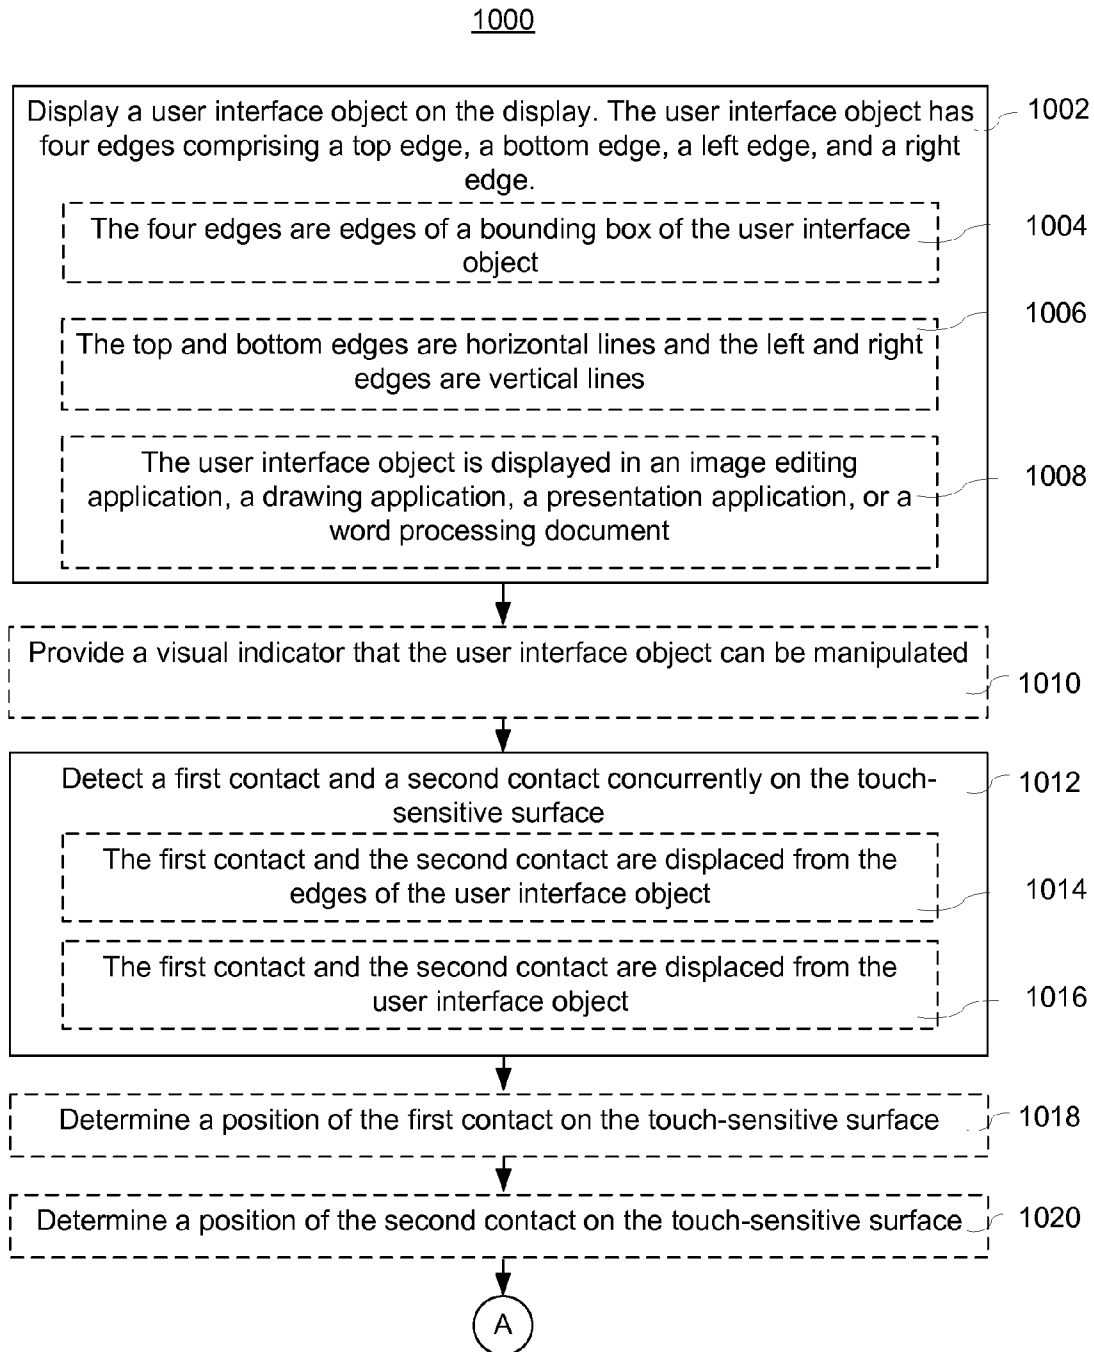 1000
Display a user interface object on the display. The user interface object has
1002
four edges comprising a top edge, a bottom edge, a left edge, and a right
edge.
The four edges are edges of a bounding box of the user interface
1004
object
1006
The top and bottom edges are horizontal lines and the left and right
edges are vertical lines
The user interface object is displayed in an image editing
1008
application, a drawing application, a presentation application, or a
word processing document
Provide a visual indicator that the user interface object can be manipulated
1010
Detect a first contact and a second contact concurrently on the touch-
1012
sensitive surface
The first contact and the second contact are displaced from the
edges of the user interface object
1014
The first contact and the second contact are displaced from the
user interface object
1016
Determine a position of the first contact on the touch-sensitive surface
1018
Determine a position of the second contact on the touch-sensitive surface
1020
A